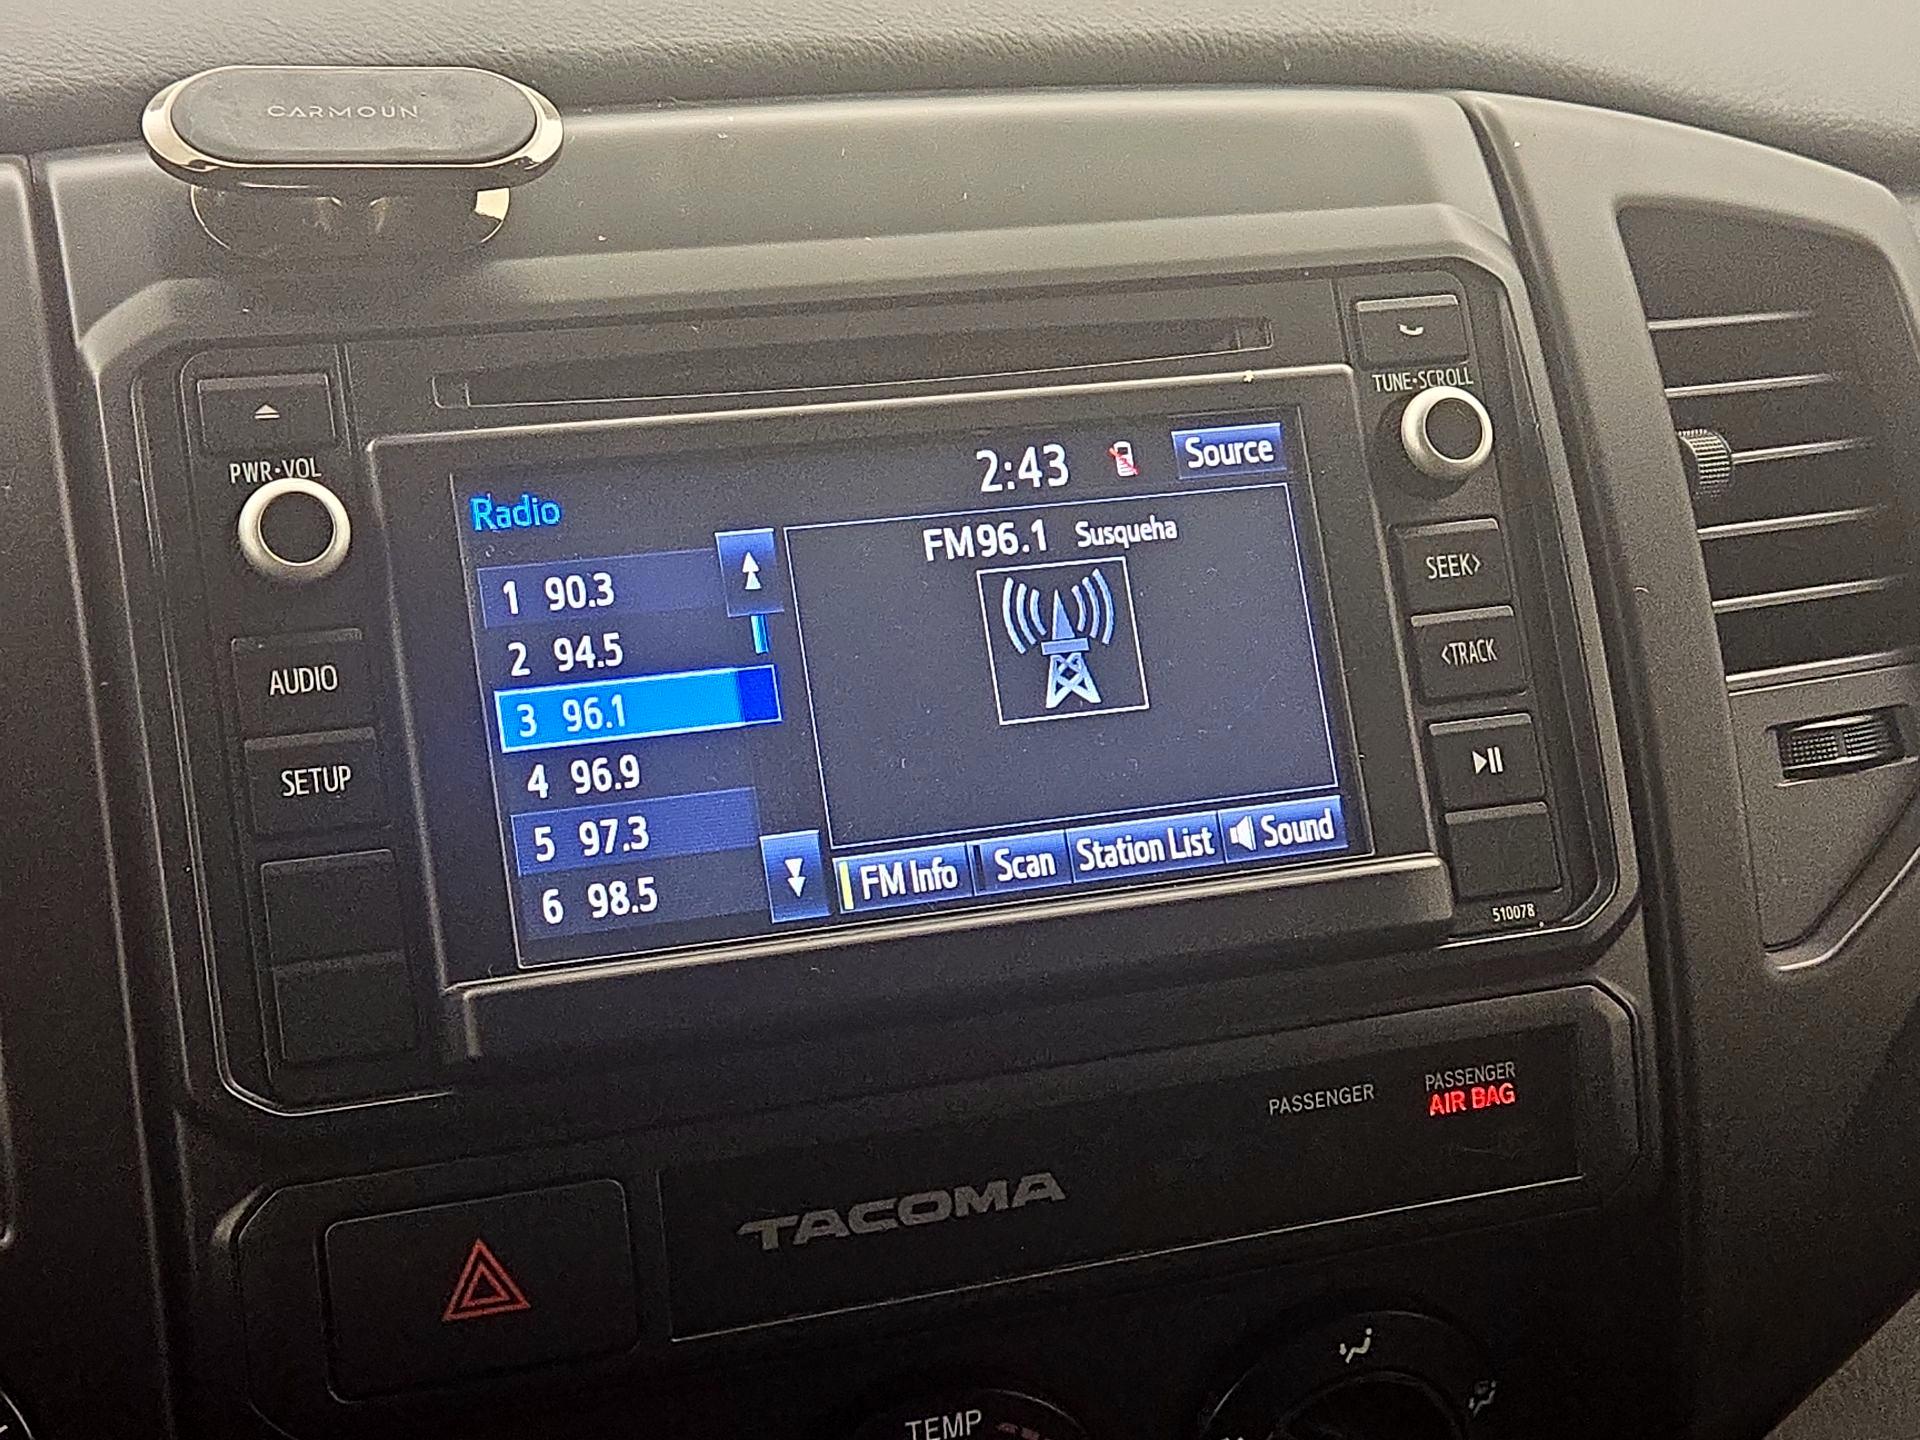 CARMOUN
PWR•VOL
TUNE•SCROLL
2:43
Source
Radio
FM96.1 Susqueha
1 90.3
2 94.5
3 96.1
4 96.9
5 97.3
6 98.5
FM Info
Scan
Station List
Sound
AUDIO
SETUP
SEEK>
<TRACK
510078
PASSENGER
PASSENGER
AIR BAG
TACOMA
TEMP